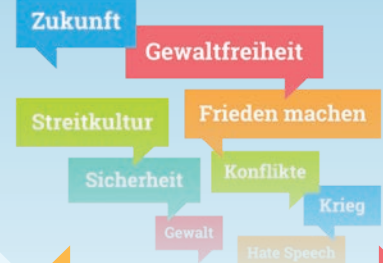 Zukunft
Gewaltfreiheit
Frieden machen
Streitkultur
Konflikte
Sicherheit
Krieg
Gewalt
Hate Speech